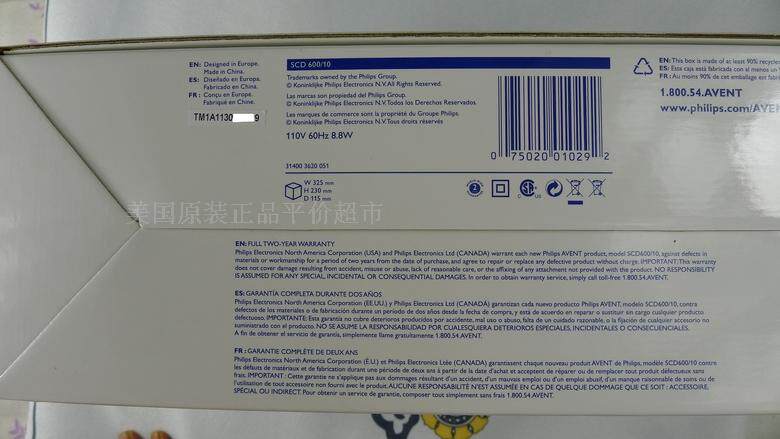 EN: Designed in Europe.
Made in China.
ES: Diseñado en Europa.
Fabricado en China.
FR: Conçu en Europe.
Fabriqué en Chine.
TM1A1130 9
SCD 600/10
Trademarks owned by the Philips Group.
© Koninklijke Philips Electronics N.V. All Rights Reserved.
Las marcas son propiedad del Philips Group.
© Koninklijke Philips Electronics N.V. Todos los Derechos Reservados.
Les marques de commerce sont la propriété du Groupe Philips.
© Koninklijke Philips Electronics N.V. Tous droits réservés
110V 60Hz 8.8W
31400 3620 051
W 325 mm
H 230 mm
D 115 mm
0 75020 01029 2
2
EN: This box is made of at least 90% recycled
ES: Esta caja está fabricada con al menos un
FR: Au moins 90% de cet emballage est fabriqué
1.800.54.AVENT
www.philips.com/AVENT
美国原装正品平价超市
EN: FULL TWO-YEAR WARRANTY
Philips Electronics North America Corporation (USA) and Philips Electronics Ltd (CANADA) warrant each new Philips AVENT product, model SCD600/10, against defects in
materials or workmanship for a period of two years from the date of purchase, and agree to repair or replace any defective product without charge. IMPORTANT: This warranty
does not cover damage resulting from accident, misuse or abuse, lack of reasonable care, or the affixing of any attachment not provided with the product. NO RESPONSIBILITY
IS ASSUMED FOR ANY SPECIAL, INCIDENTAL OR CONSEQUENTIAL DAMAGES. In order to obtain warranty service, simply call toll-free 1.800.54.AVENT.
ES: GARANTÍA COMPLETA DURANTE DOS AÑOS
Philips Electronics North America Corporation (EE.UU.) y Philips Electronics Ltd (CANADA) garantizan cada nuevo producto Philips AVENT, modelo SCD600/10, contra
defectos de los materiales o de fabricación durante un período de dos años desde la fecha de compra, y está de acuerdo en reparar o sustituir sin cargo cualquier producto
defectuoso. IMPORTANTE: Esta garantía no cubre deterioros producidos por accidente, mal uso o abuso, falta de un cuidado razonable, o la fijación de cualquier accesorio no
suministrado con el producto. NO SE ASUME LA RESPONSABILIDAD POR CUALESQUIERA DETERIOROS ESPECIALES, INCIDENTALES O CONSECUENCIALES.
A fin de obtener el servicio de garantía, simplemente llame gratuitamente 1.800.54.AVENT.
FR: GARANTIE COMPLÈTE DE DEUX ANS
Philips Electronics North America Corporation (É.U.) et Philips Electronics Ltée (CANADA) garantissent chaque nouveau produit AVENT de Philips, modèle SCD600/10 contre
les défauts de matériaux et de fabrication durant une période de deux ans à partir de la date d'achat et acceptent de réparer ou de remplacer tout produit défectueux sans
frais. IMPORTANT : Cette garantie ne s'applique pas aux dommages résultant d'un accident, d'un mauvais emploi ou d'un emploi abusif, d'un manque raisonnable de soins ou de
l'utilisation de tout accessoire non fourni avec le produit. AUCUNE RESPONSABILITÉ N'EST ASSUMÉE EN CAS DE QUELQUE DOMMAGE QUE CE SOIT : ACCESSOIRE,
SPÉCIAL OU INDIRECT. Pour obtenir un service de garantie, composer tout simplement sans frais 1.800.54.AVENT.